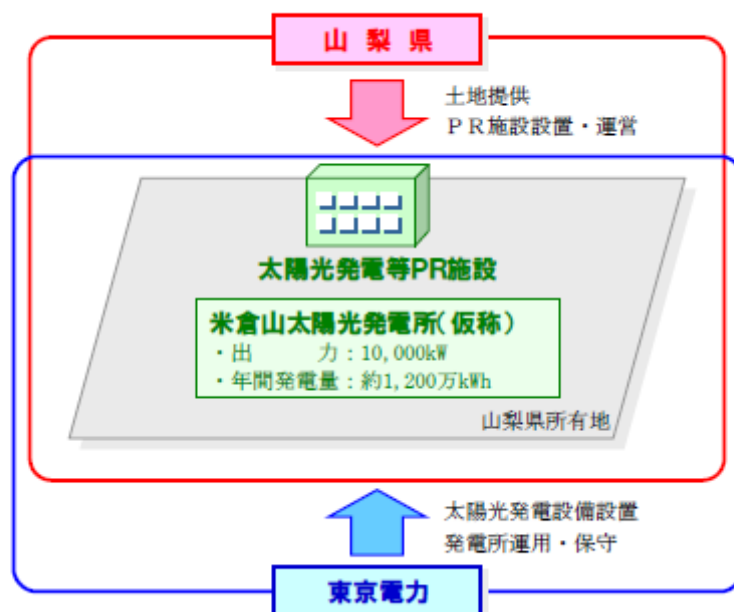 山 梨 県
土地提供
ＰＲ施設設置・運営
太陽光発電等PR施設
米倉山太陽光発電所(仮称)
・出　　　力：10,000kW
・年間発電量：約1,200万kWh
山梨県所有地
太陽光発電設備設置
発電所運用・保守
東京電力